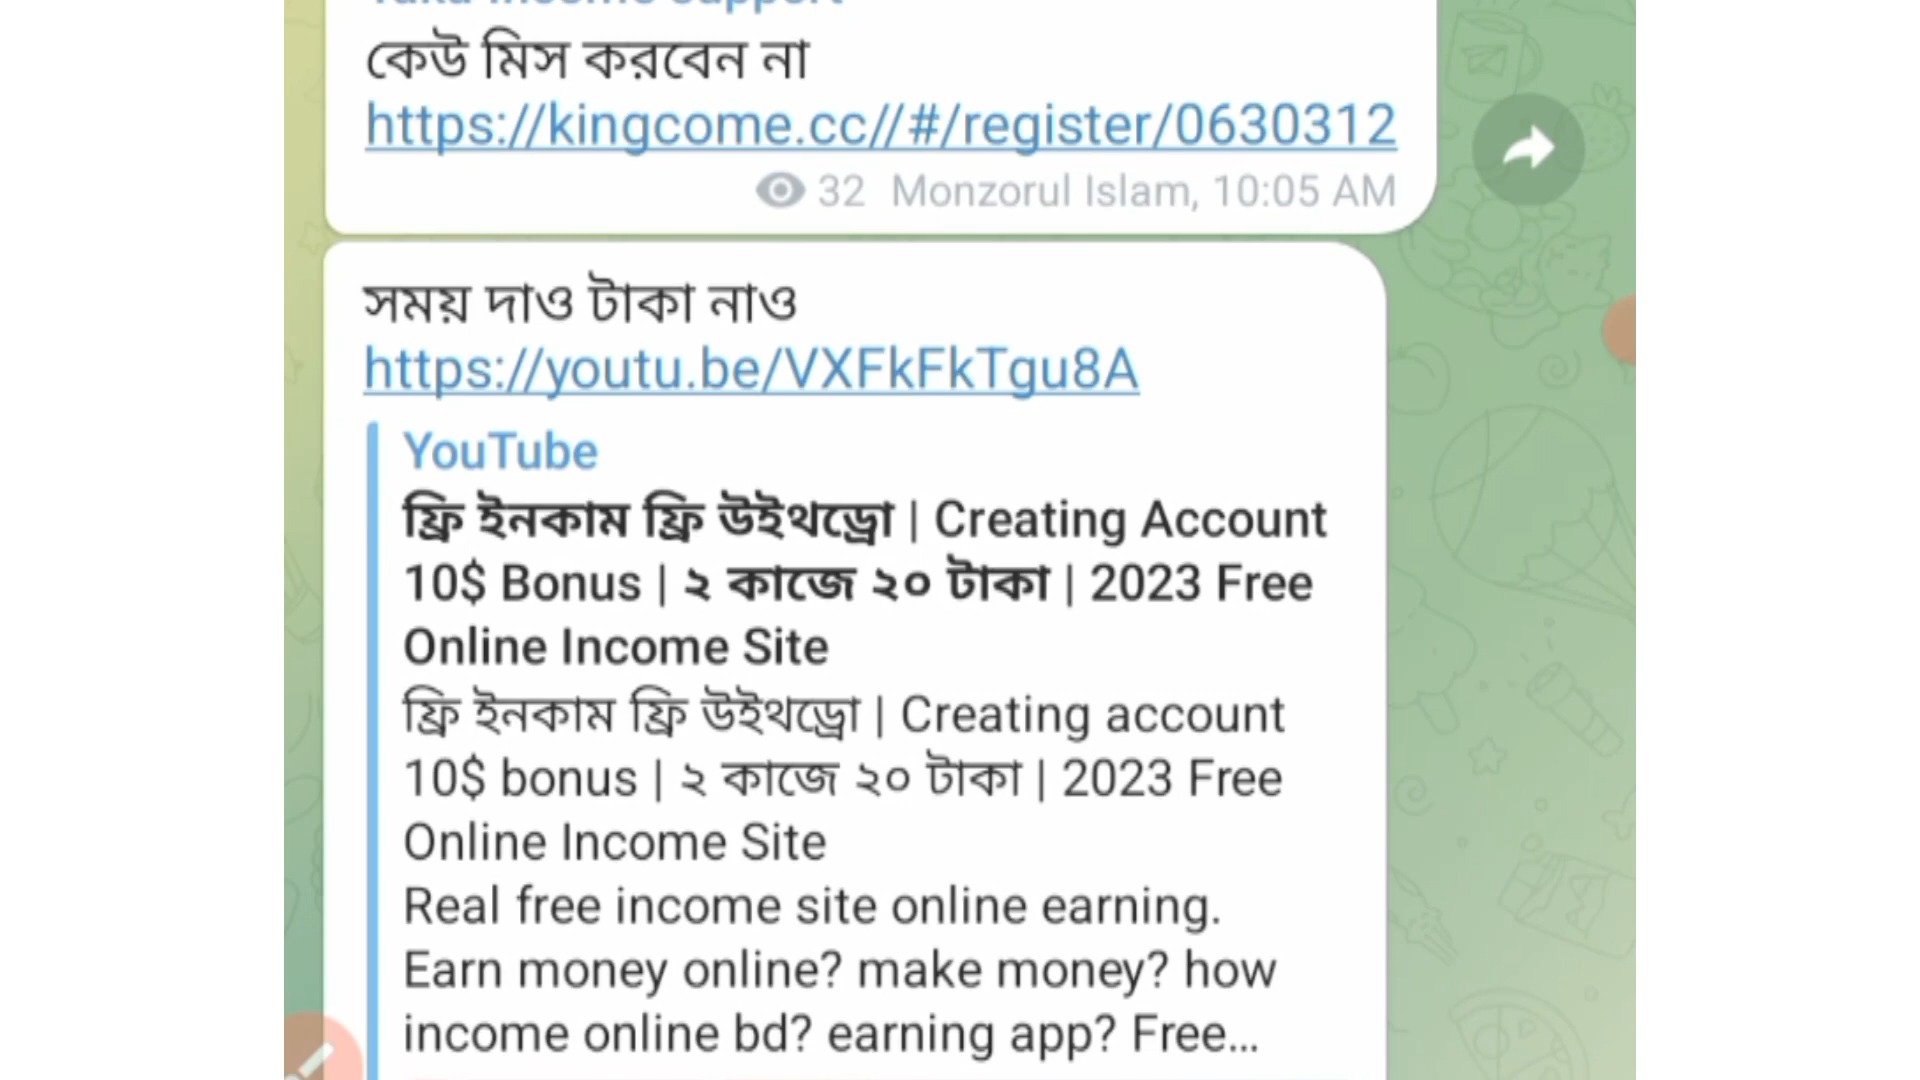 Taka Income Support
কেউ মিস করবেন না
https://kingcome.cc//#/register/0630312
32 Monzorul Islam, 10:05 AM
সময় দাও টাকা নাও
https://youtu.be/VXFkFkTgu8A
YouTube
ফ্রি ইনকাম ফ্রি উইথড্রো | Creating Account
10$ Bonus | ২ কাজে ২০ টাকা | 2023 Free
Online Income Site
ফ্রি ইনকাম ফ্রি উইথড্রো | Creating account
10$ bonus | ২ কাজে ২০ টাকা | 2023 Free
Online Income Site
Real free income site online earning.
Earn money online? make money? how
income online bd? earning app? Free...